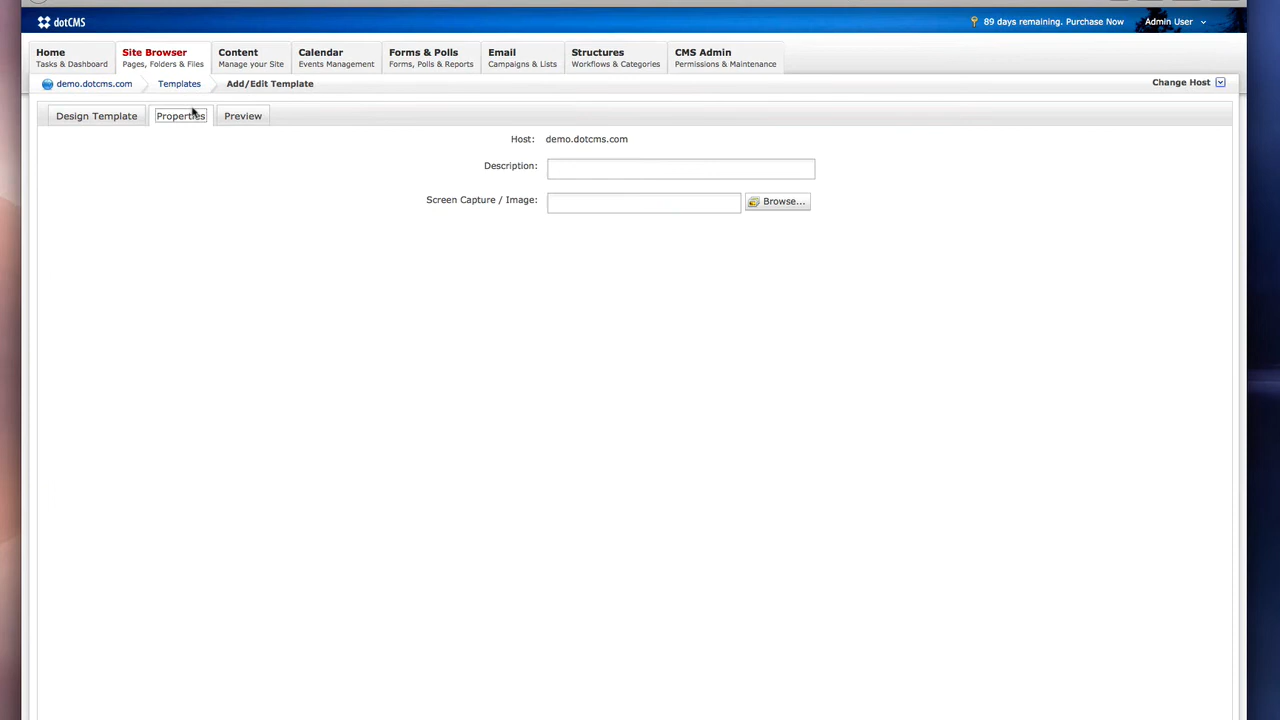 dotCMS
89 days remaining. Purchase Now
Admin User
Home
Tasks & Dashboard
Site Browser
Pages, Folders & Files
Content
Manage your Site
Calendar
Events Management
Forms & Polls
Forms, Polls & Reports
Email
Campaigns & Lists
Structures
Workflows & Categories
CMS Admin
Permissions & Maintenance
demo.dotcms.com
Templates
Add/Edit Template
Change Host
Design Template
Properties
Preview
Host: demo.dotcms.com
Description:
Screen Capture / Image:
Browse...